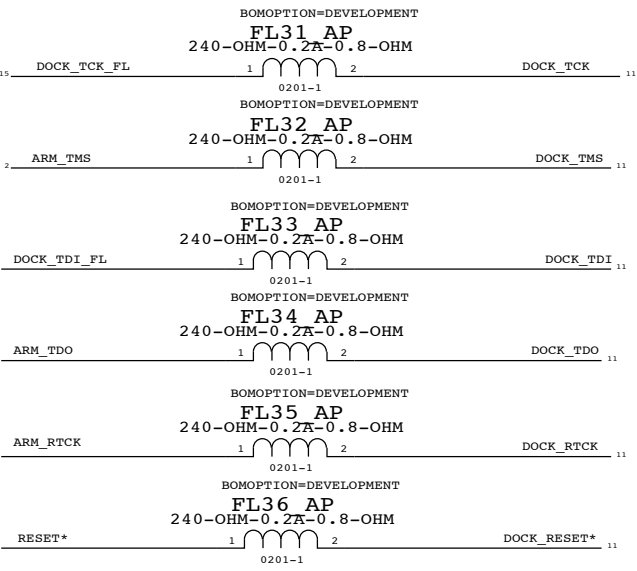 BOMOPTION=DEVELOPMENT
FL31_AP
240-OHM-0.2A-0.8-OHM
15 DOCK_TCK_FL 1 2 DOCK_TCK 11
0201-1
BOMOPTION=DEVELOPMENT
FL32_AP
240-OHM-0.2A-0.8-OHM
2 ARM_TMS 1 2 DOCK_TMS 11
0201-1
BOMOPTION=DEVELOPMENT
FL33_AP
240-OHM-0.2A-0.8-OHM
DOCK_TDI_FL 1 2 DOCK_TDI 11
0201-1
BOMOPTION=DEVELOPMENT
FL34_AP
240-OHM-0.2A-0.8-OHM
ARM_TDO 1 2 DOCK_TDO 11
0201-1
BOMOPTION=DEVELOPMENT
FL35_AP
240-OHM-0.2A-0.8-OHM
ARM_RTCK 1 2 DOCK_RTCK 11
0201-1
BOMOPTION=DEVELOPMENT
FL36_AP
240-OHM-0.2A-0.8-OHM
RESET* 1 2 DOCK_RESET* 11
0201-1